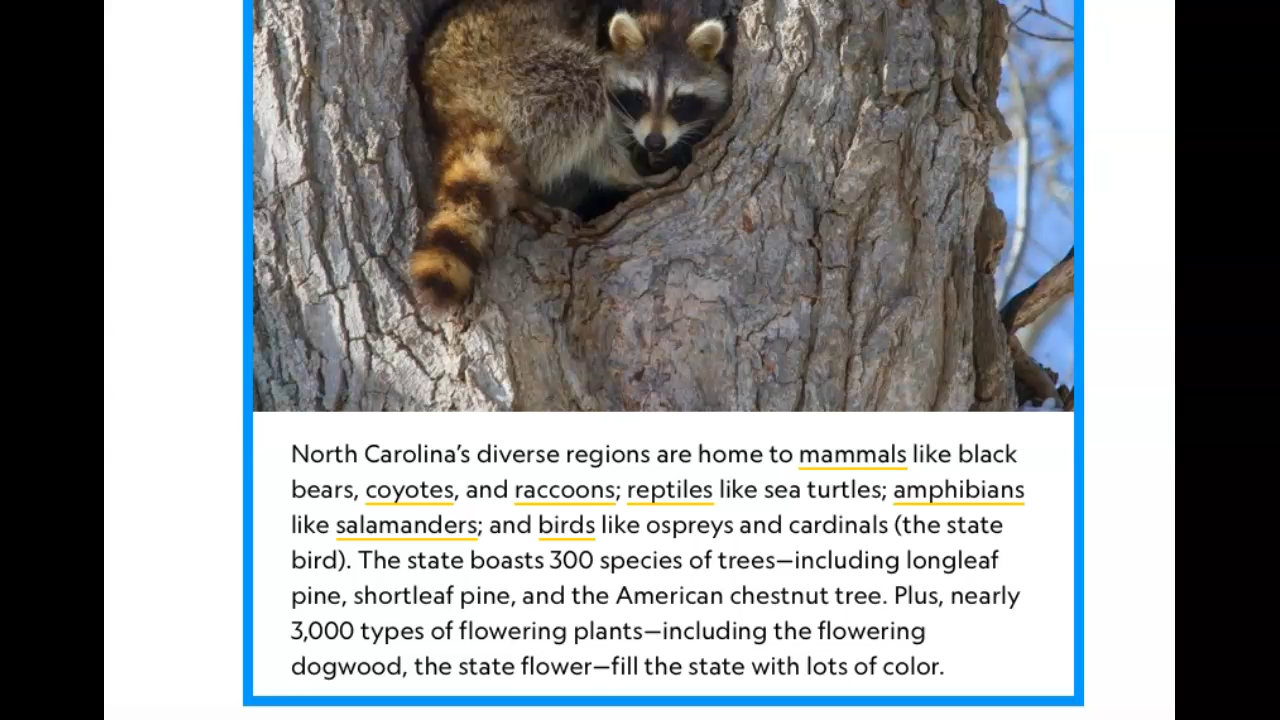 North Carolina’s diverse regions are home to mammals like black
bears, coyotes, and raccoons; reptiles like sea turtles; amphibians
like salamanders; and birds like ospreys and cardinals (the state
bird). The state boasts 300 species of trees—including longleaf
pine, shortleaf pine, and the American chestnut tree. Plus, nearly
3,000 types of flowering plants—including the flowering
dogwood, the state flower—fill the state with lots of color.